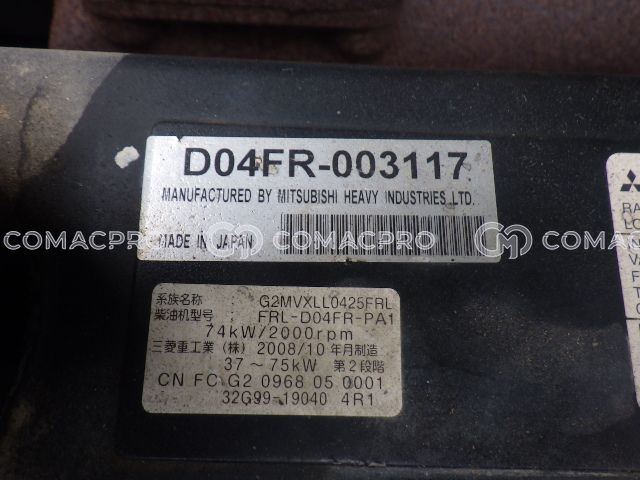 D04FR-003117
MANUFACTURED BY MITSUBISHI HEAVY INDUSTRIES, LTD.
MADE IN JAPAN
COMACPRO COMACPRO COMACPRO
系族名称 G2MVXLL0425FRL
柴油机型号 : FRL-D04FR-PA1
74kW/2000rpm
三菱重工業（株）2008/10 年月制造
37～75kW 第2段階
CN FC G2 0968 05 0001
32G99-19040 4R1
RA